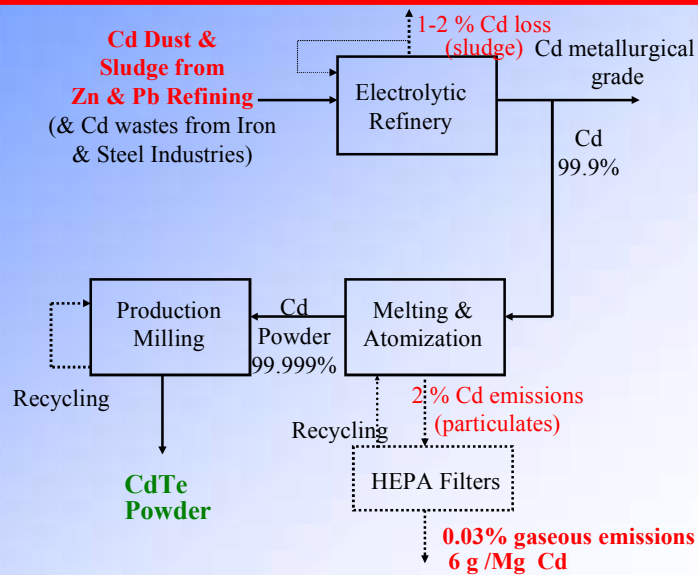 Cd Dust &
Sludge from
Zn & Pb Refining
(& Cd wastes from Iron
& Steel Industries)
1-2 % Cd loss
(sludge)
Electrolytic
Refinery
Cd metallurgical
grade
Cd
99.9%
Production
Milling
Cd
Powder
99.999%
Melting &
Atomization
Recycling
2 % Cd emissions
(particulates)
Recycling
HEPA Filters
CdTe
Powder
0.03% gaseous emissions
6 g /Mg Cd